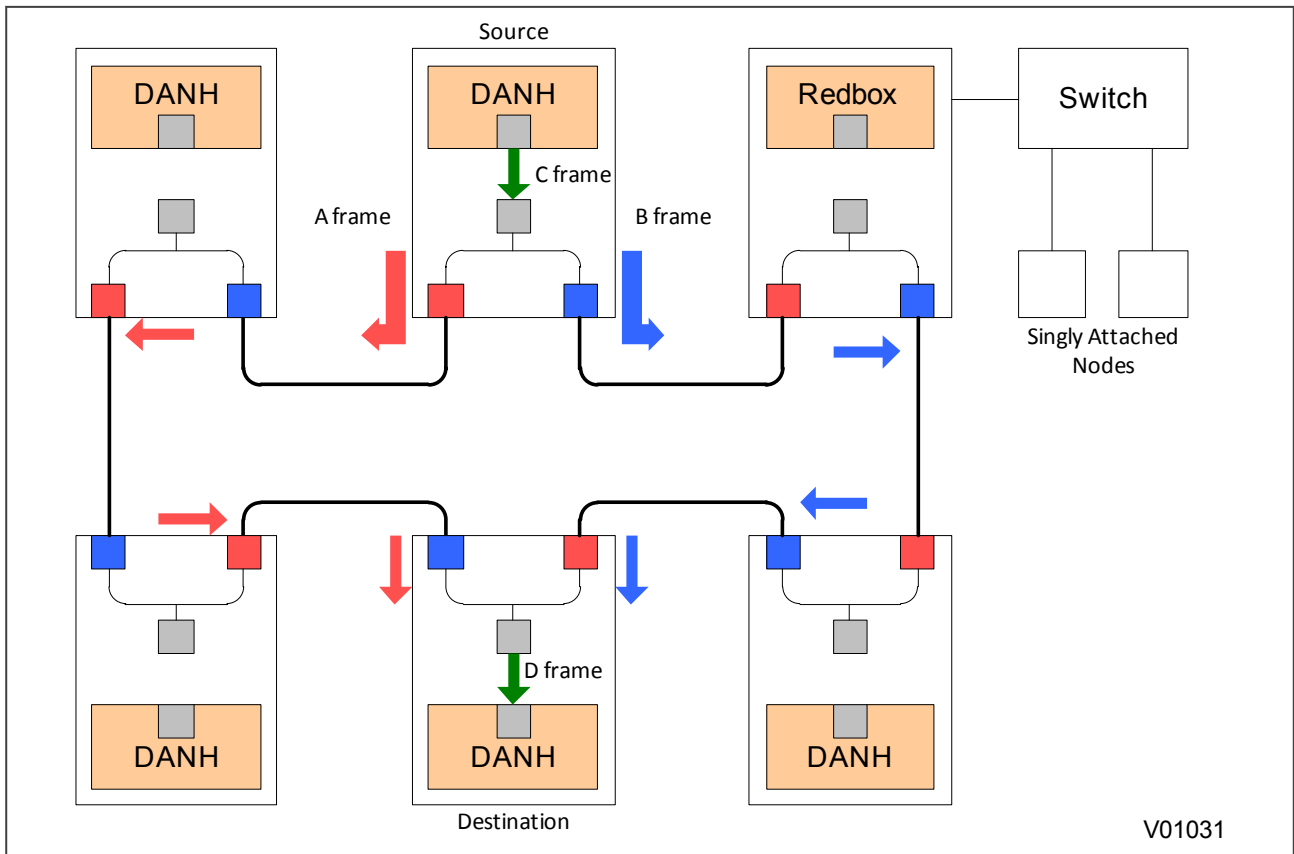 Source
DANH
DANH
Redbox
Switch
C frame
A frame
B frame
Singly Attached
Nodes
D frame
DANH
DANH
DANH
Destination
V01031